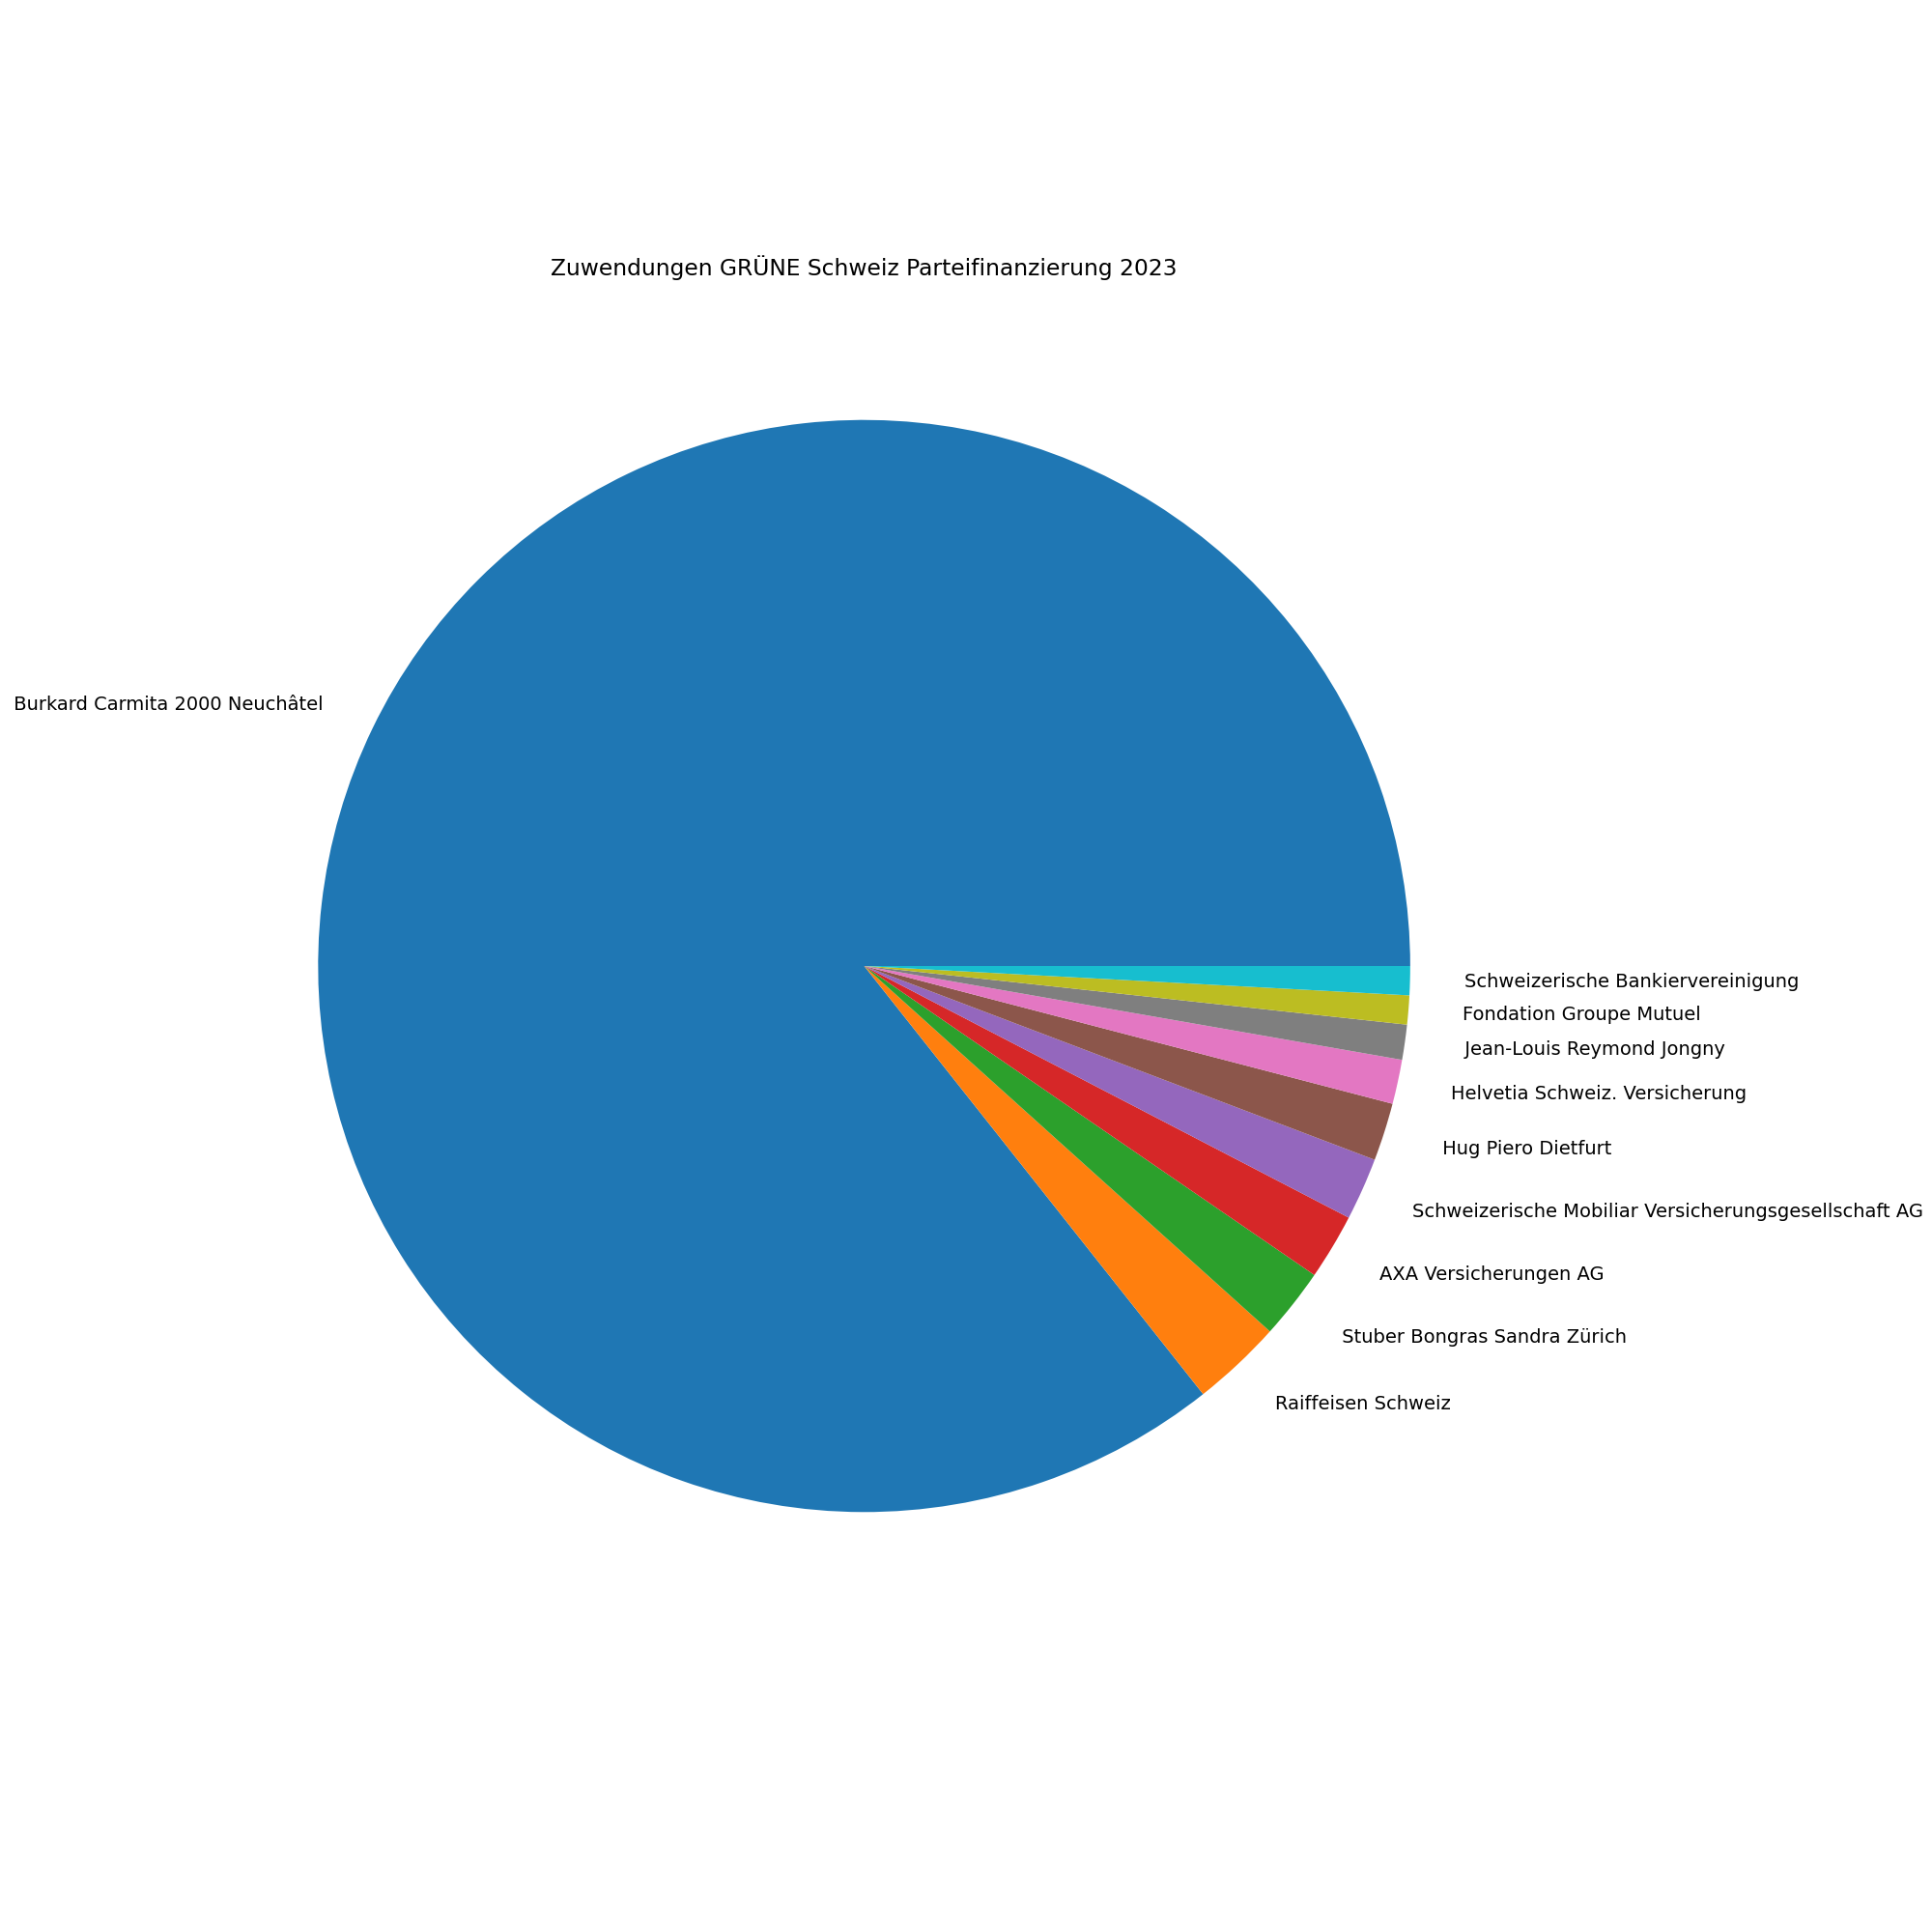 Zuwendungen GRÜNE Schweiz Parteifinanzierung 2023
Burkard Carmita 2000 Neuchâtel
Schweizerische Bankiervereinigung
Fondation Groupe Mutuel
Jean-Louis Reymond Jongny
Helvetia Schweiz. Versicherung
Hug Piero Dietfurt
Schweizerische Mobiliar Versicherungsgesellschaft AG
AXA Versicherungen AG
Stuber Bongras Sandra Zürich
Raiffeisen Schweiz